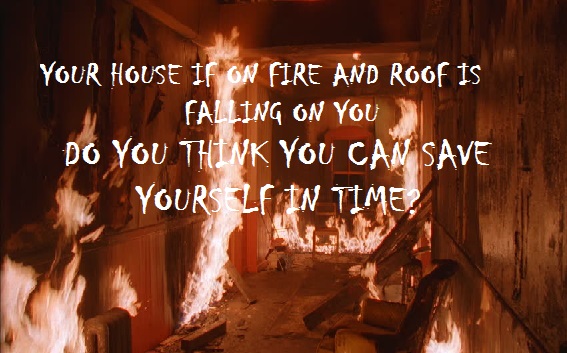 YOUR HOUSE IF ON FIRE AND ROOF IS
FALLING ON YOU
DO YOU THINK YOU CAN SAVE
YOURSELF IN TIME?